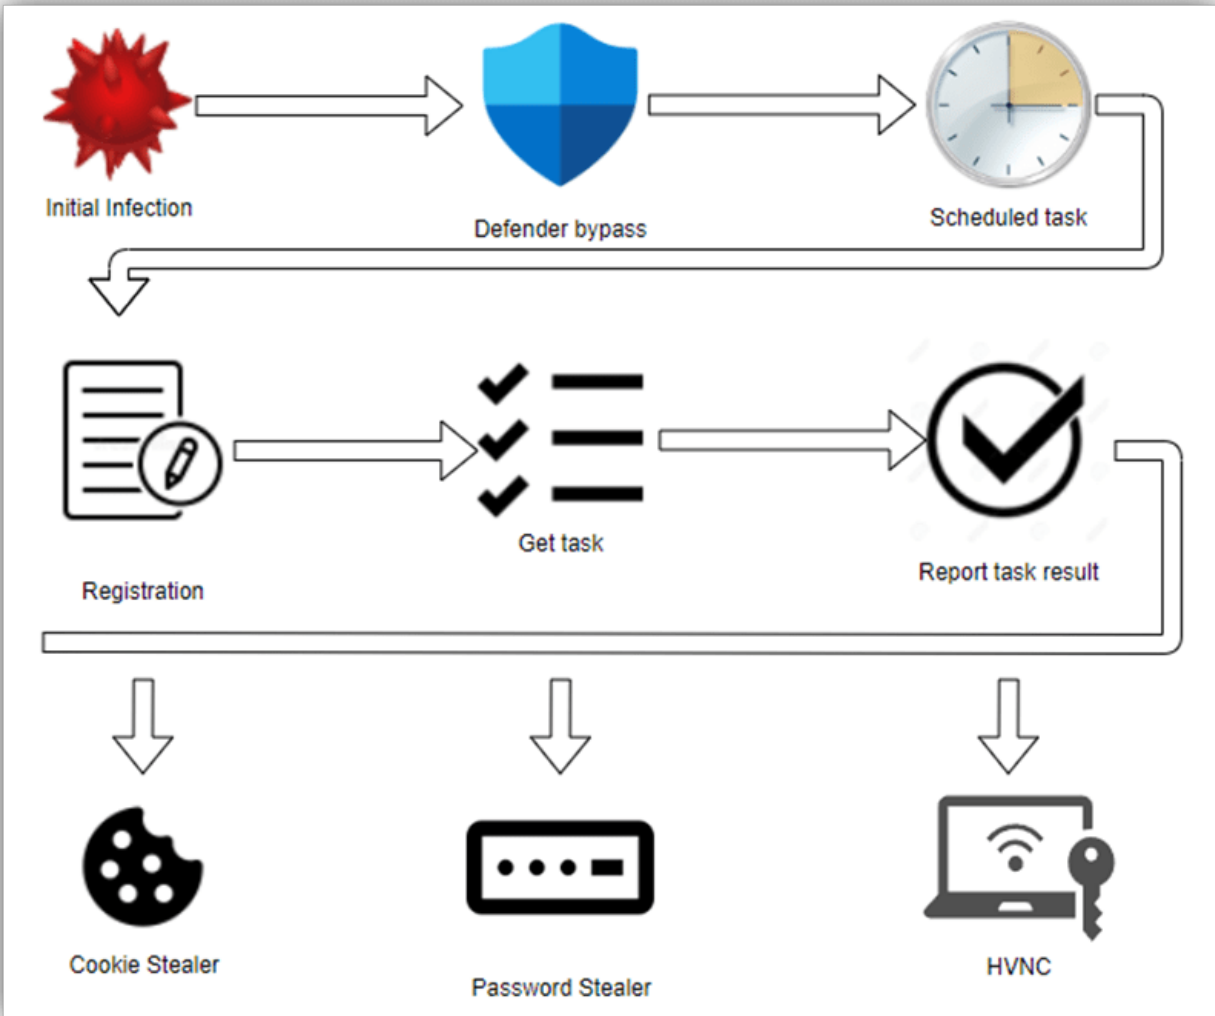 Initial Infection
Defender bypass
Scheduled task
Registration
Get task
Report task result
Cookie Stealer
Password Stealer
HVNC